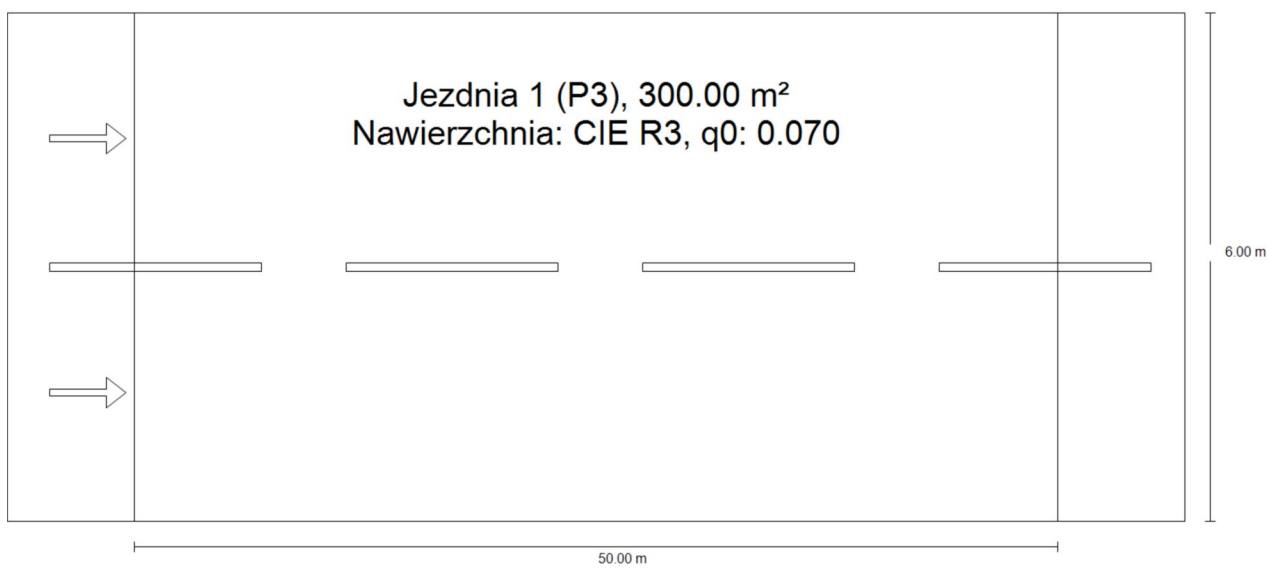 Jezdnia 1 (P3), 300.00 m²
Nawierzchnia: CIE R3, q0: 0.070
6.00 m
50.00 m